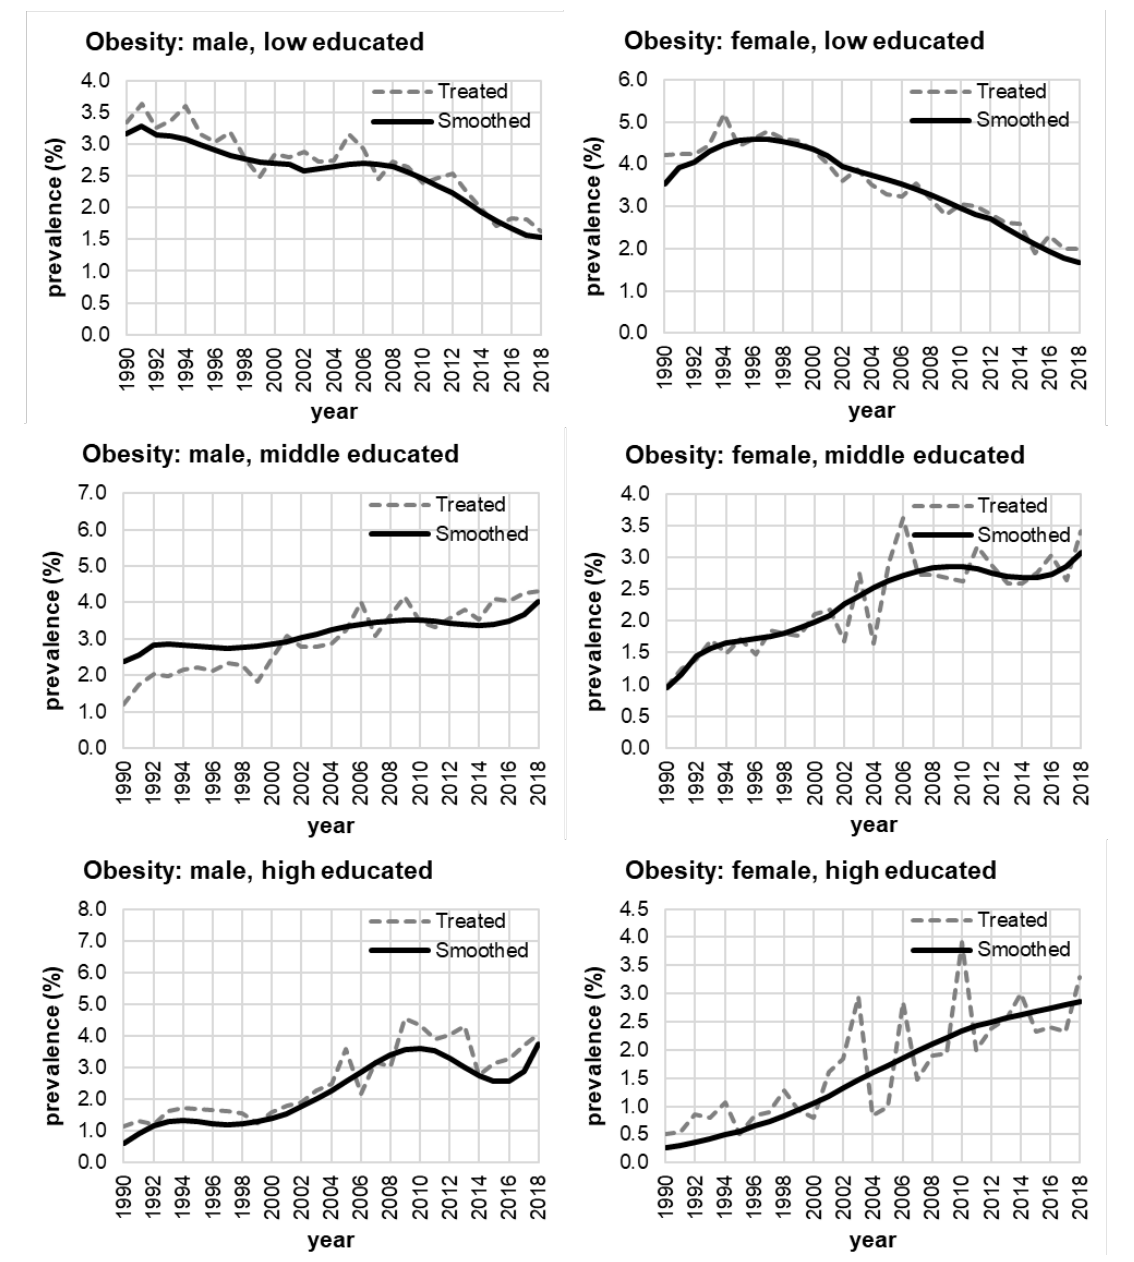 Obesity: male, low educated
4.0
3.5
3.0
2.5
2.0
1.5
1.0
0.5
0.0
prevalence (%)
Treated
Smoothed
1990 1992 1994 1996 1998 2000 2002 2004 2006 2008 2010 2012 2014 2016 2018
year
Obesity: female, low educated
6.0
5.0
4.0
3.0
2.0
1.0
0.0
prevalence (%)
Treated
Smoothed
1990 1992 1994 1996 1998 2000 2002 2004 2006 2008 2010 2012 2014 2016 2018
year
Obesity: male, middle educated
7.0
6.0
5.0
4.0
3.0
2.0
1.0
0.0
prevalence (%)
Treated
Smoothed
1990 1992 1994 1996 1998 2000 2002 2004 2006 2008 2010 2012 2014 2016 2018
year
Obesity: female, middle educated
4.0
3.5
3.0
2.5
2.0
1.5
1.0
0.5
0.0
prevalence (%)
Treated
Smoothed
1990 1992 1994 1996 1998 2000 2002 2004 2006 2008 2010 2012 2014 2016 2018
year
Obesity: male, high educated
8.0
7.0
6.0
5.0
4.0
3.0
2.0
1.0
0.0
prevalence (%)
Treated
Smoothed
1990 1992 1994 1996 1998 2000 2002 2004 2006 2008 2010 2012 2014 2016 2018
year
Obesity: female, high educated
4.5
4.0
3.5
3.0
2.5
2.0
1.5
1.0
0.5
0.0
prevalence (%)
Treated
Smoothed
1990 1992 1994 1996 1998 2000 2002 2004 2006 2008 2010 2012 2014 2016 2018
year